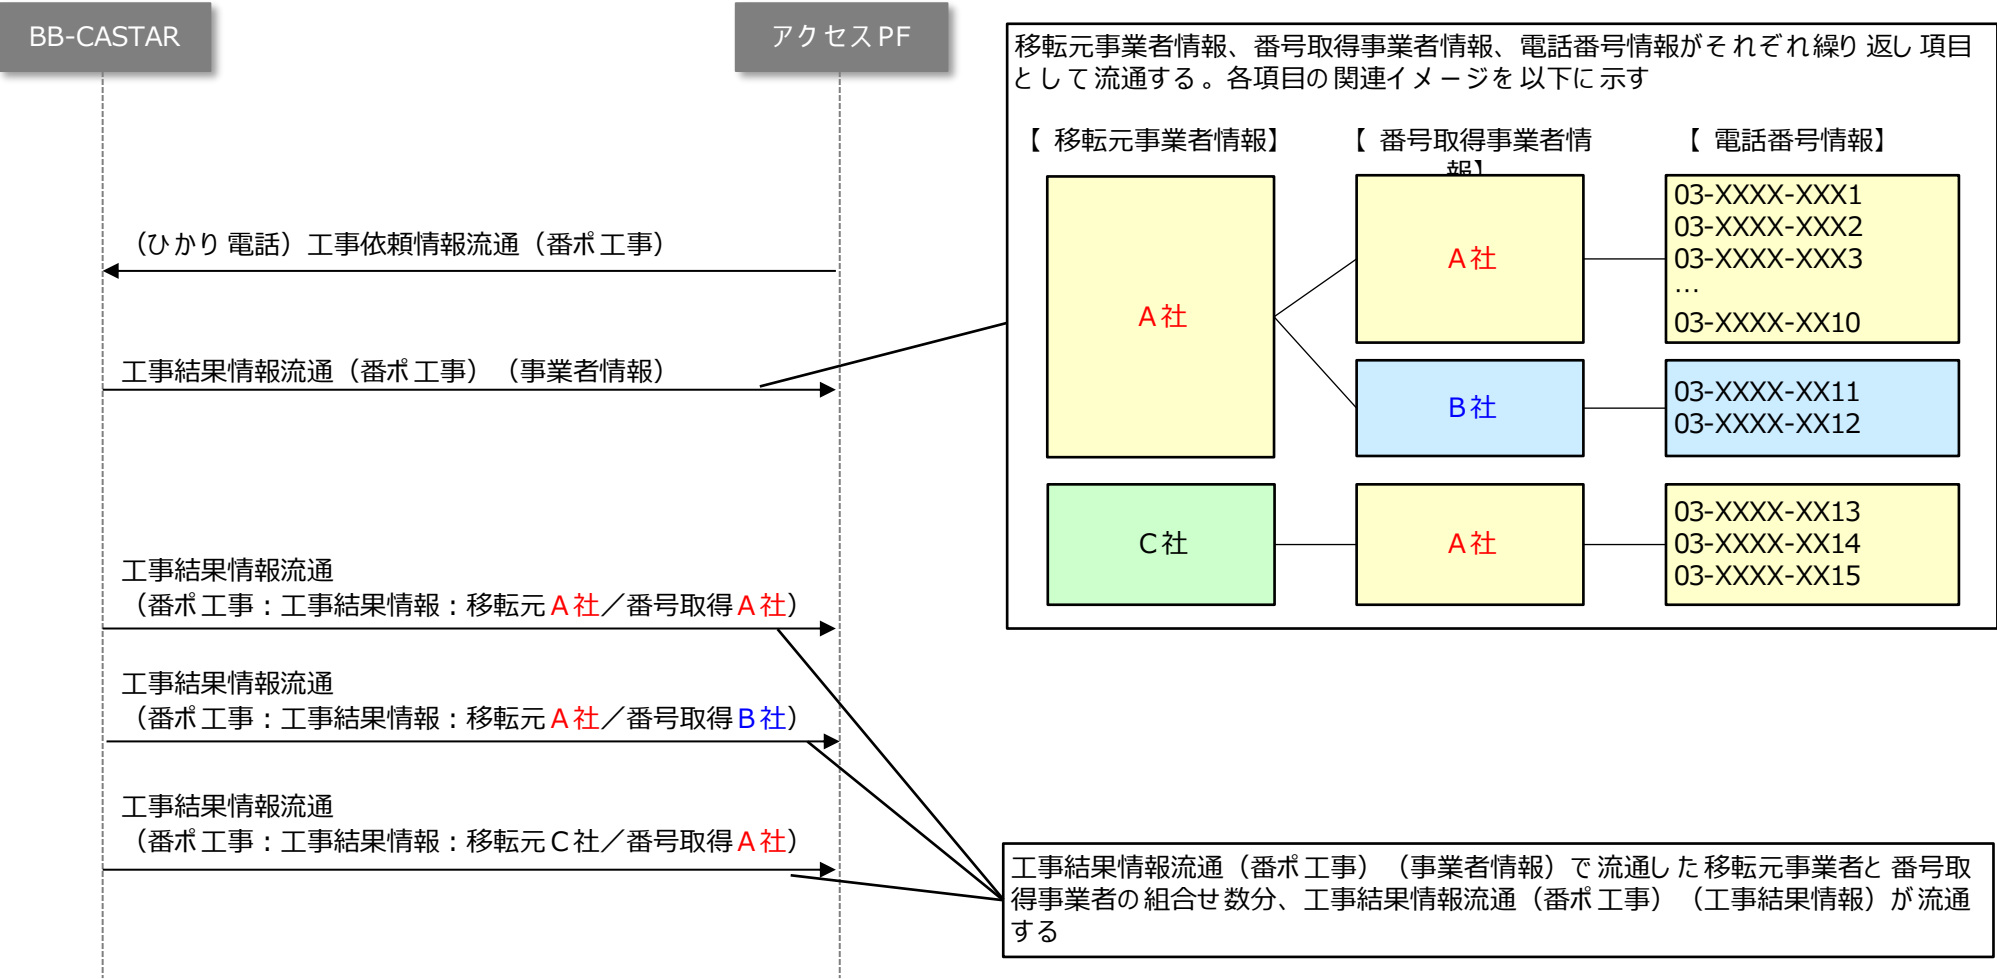 BB-CASTAR
アクセスPF
（ひかり電話）工事依頼情報流通（番ポ工事）
工事結果情報流通（番ポ工事）（事業者情報）
工事結果情報流通
（番ポ工事：工事結果情報：移転元A社／番号取得A社）
工事結果情報流通
（番ポ工事：工事結果情報：移転元A社／番号取得B社）
工事結果情報流通
（番ポ工事：工事結果情報：移転元C社／番号取得A社）
移転元事業者情報、番号取得事業者情報、電話番号情報がそれぞれ繰り返し項目
として流通する。各項目の関連イメージを以下に示す
【移転元事業者情報】
【番号取得事業者情
報】
【電話番号情報】
A社
A社
03-XXXX-XXX1
03-XXXX-XXX2
03-XXXX-XXX3
…
03-XXXX-XX10
B社
03-XXXX-XX11
03-XXXX-XX12
C社
A社
03-XXXX-XX13
03-XXXX-XX14
03-XXXX-XX15
工事結果情報流通（番ポ工事）（事業者情報）で流通した移転元事業者と番号取
得事業者の組合せ数分、工事結果情報流通（番ポ工事）（工事結果情報）が流通
する